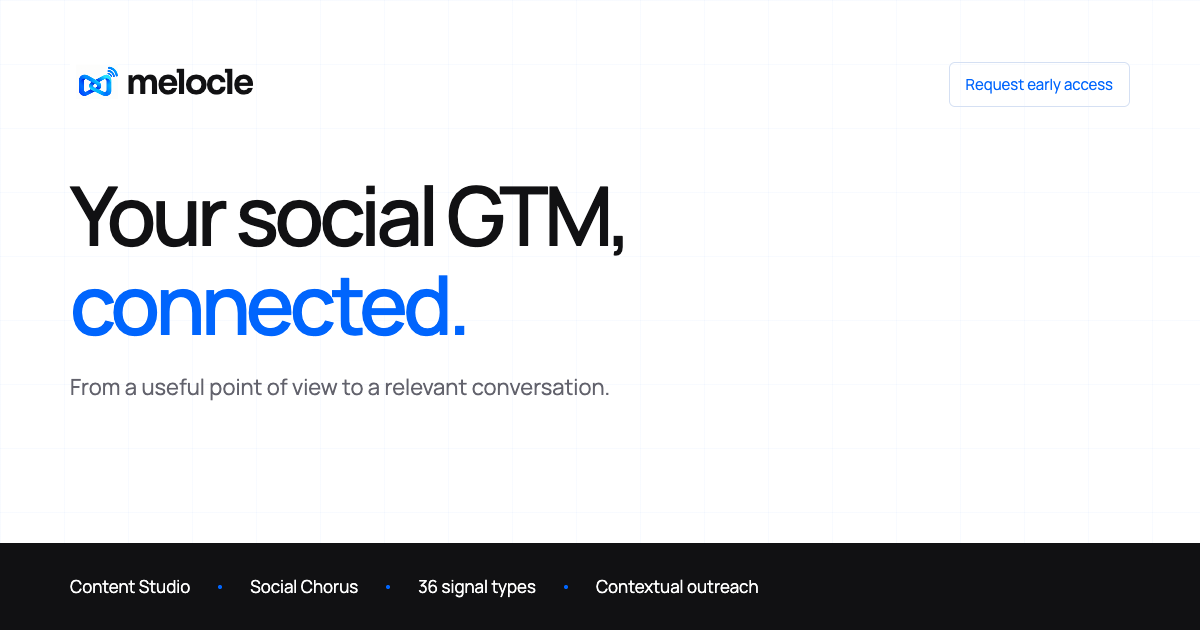 melocle
Request early access
Your social GTM,
connected.
From a useful point of view to a relevant conversation.
Content Studio • Social Chorus • 36 signal types • Contextual outreach